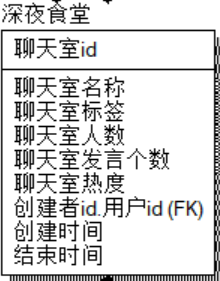 深夜食堂
聊天室id
聊天室名称
聊天室标签
聊天室人数
聊天室发言个数
聊天室热度
创建者id.用户id (FK)
创建时间
结束时间